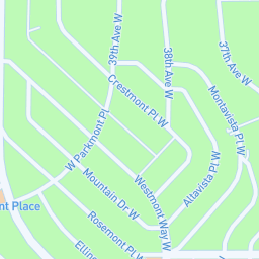 39th Ave W
38th Ave W
37th Ave W
Crestmont Pl W
Montavista Pl W
W Parkmont Pl
Mountain Dr W
Westmont Way W
Altavista Pl W
nt Place
Rosemont Pl W
Elling